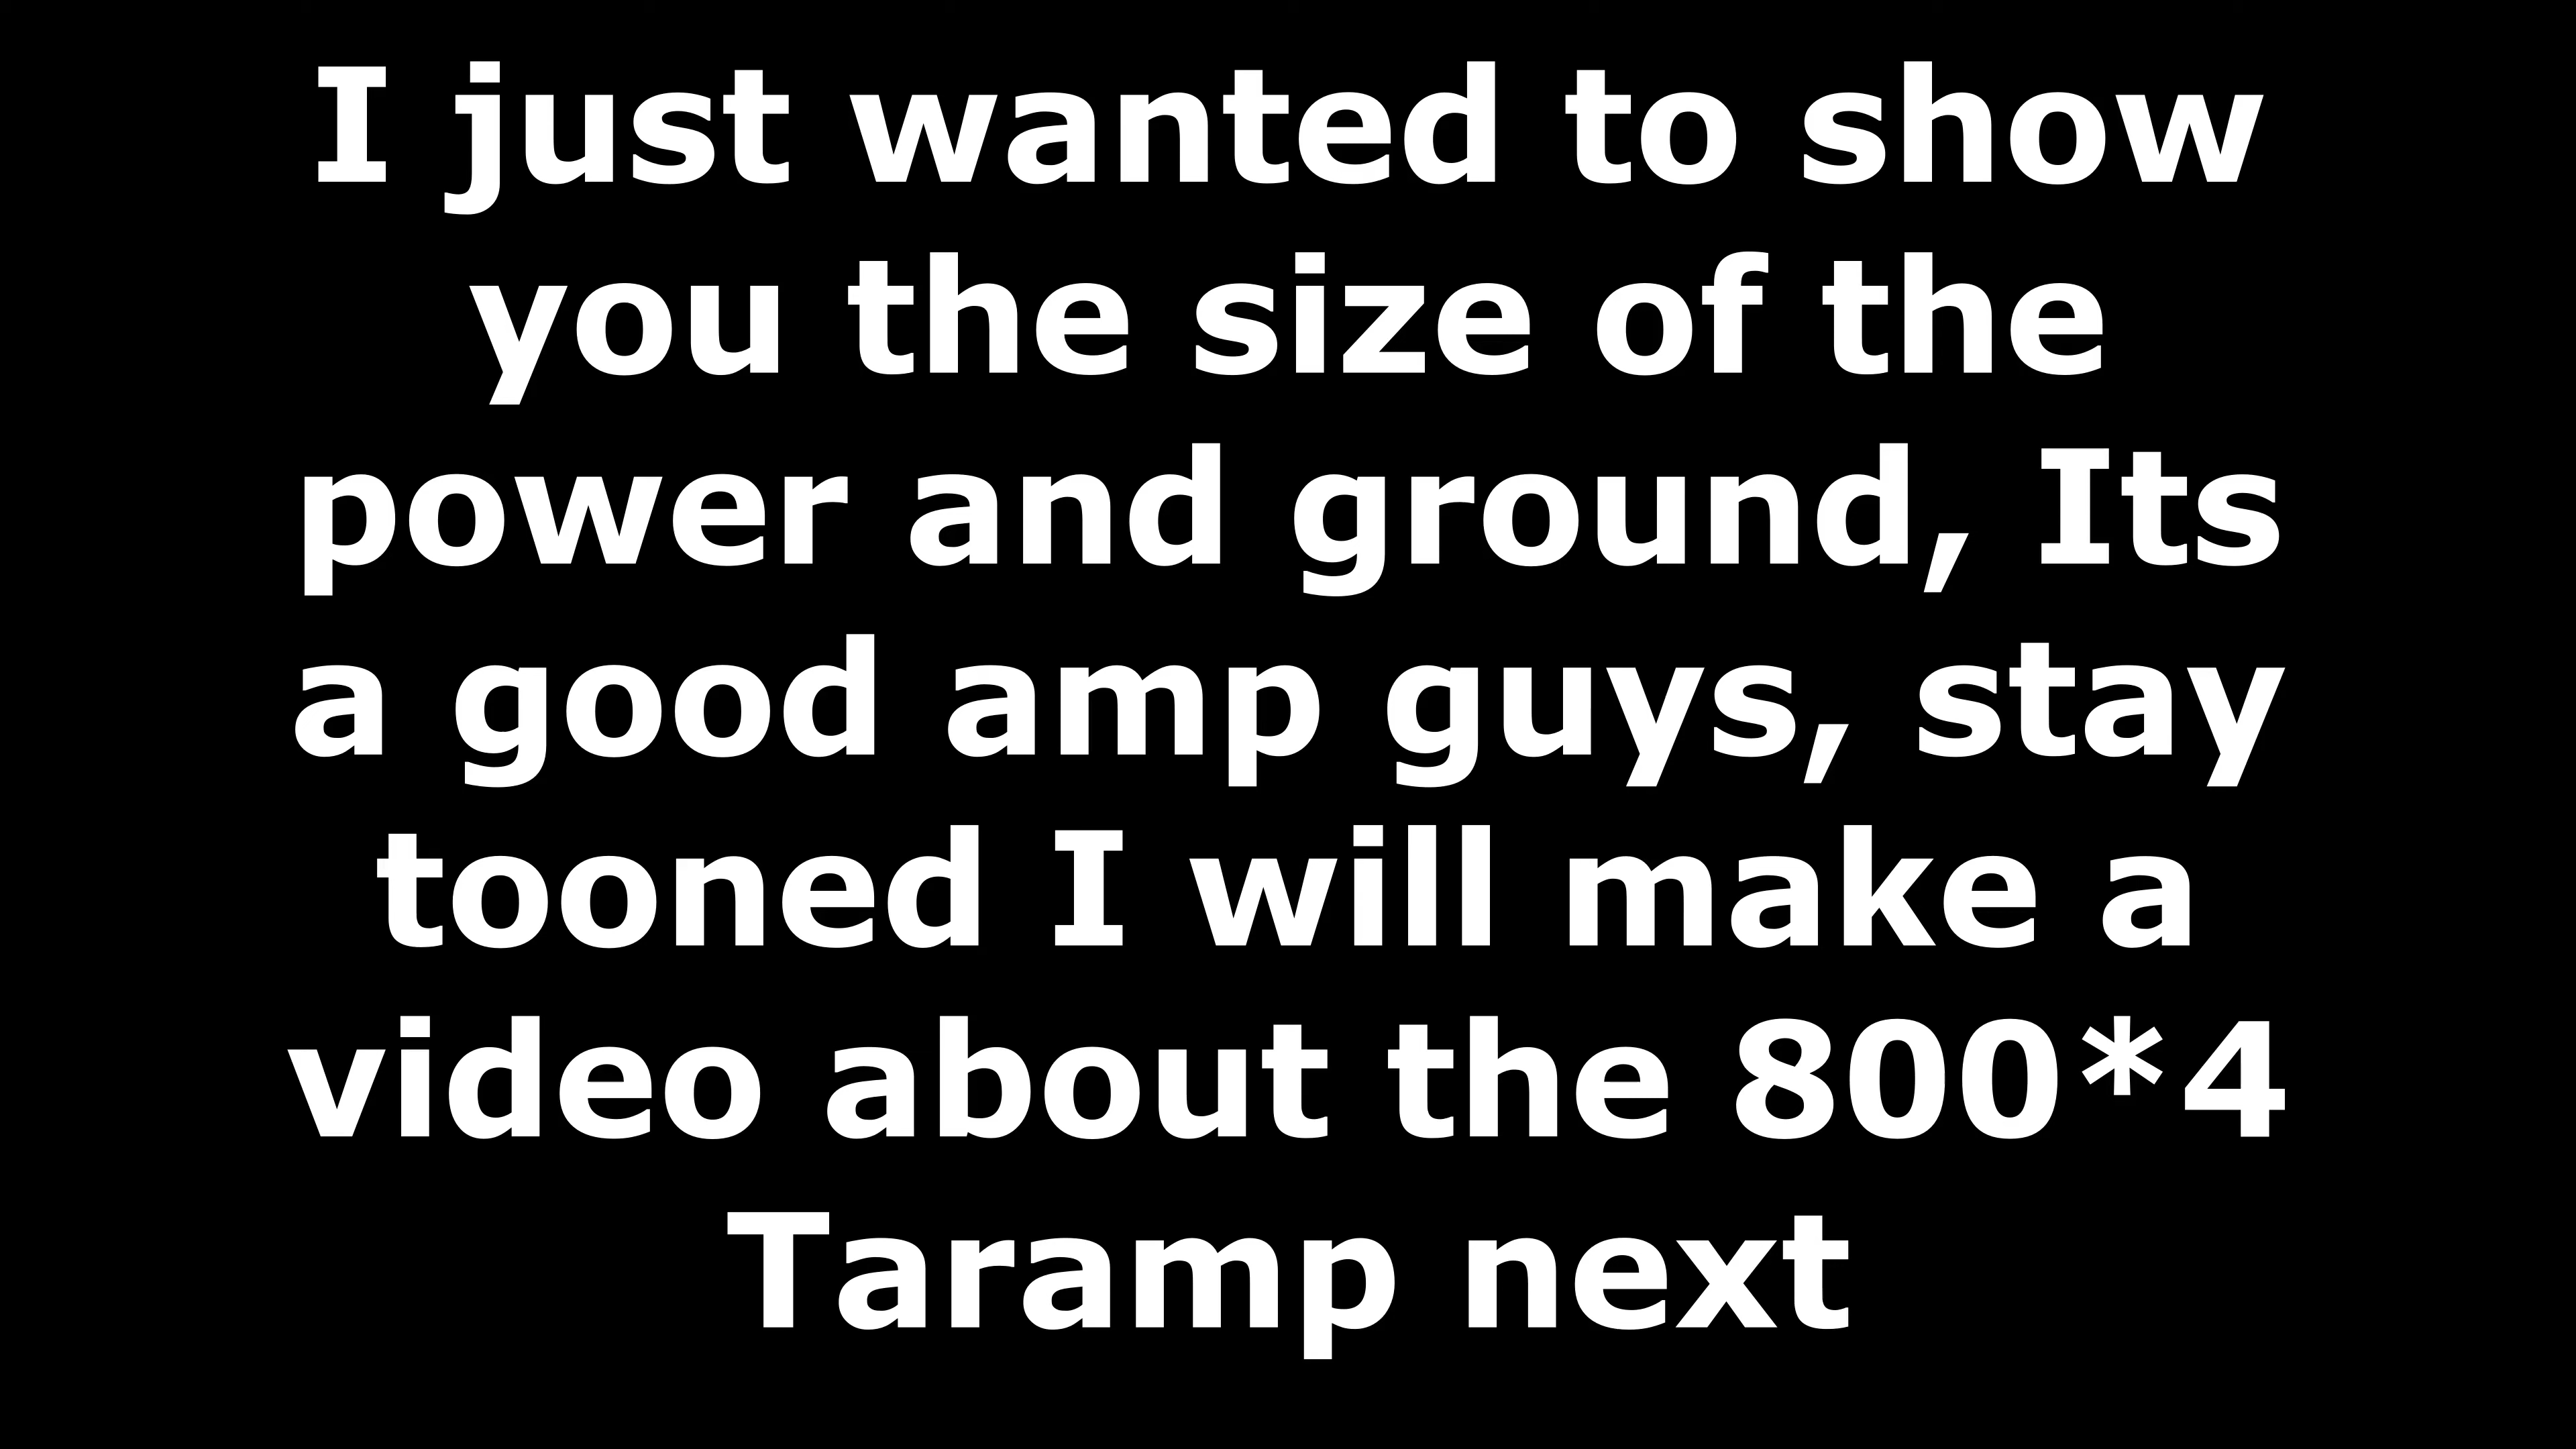 I just wanted to show
you the size of the
power and ground, Its
a good amp guys, stay
tooned I will make a
video about the 800*4
Taramp next